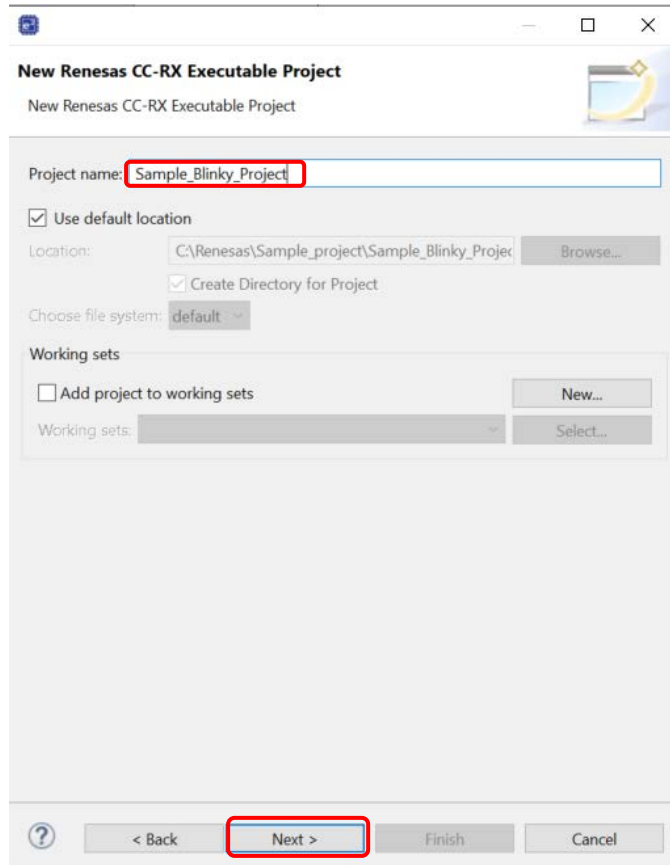 New Renesas CC-RX Executable Project
New Renesas CC-RX Executable Project
Project name: Sample_Blinky_Project
Use default location
Location: C:\Renesas\Sample_project\Sample_Blinky_Projec Browse...
Create Directory for Project
Choose file system: default
Working sets
Add project to working sets New...
Working sets: Select...
? < Back Next > Finish Cancel